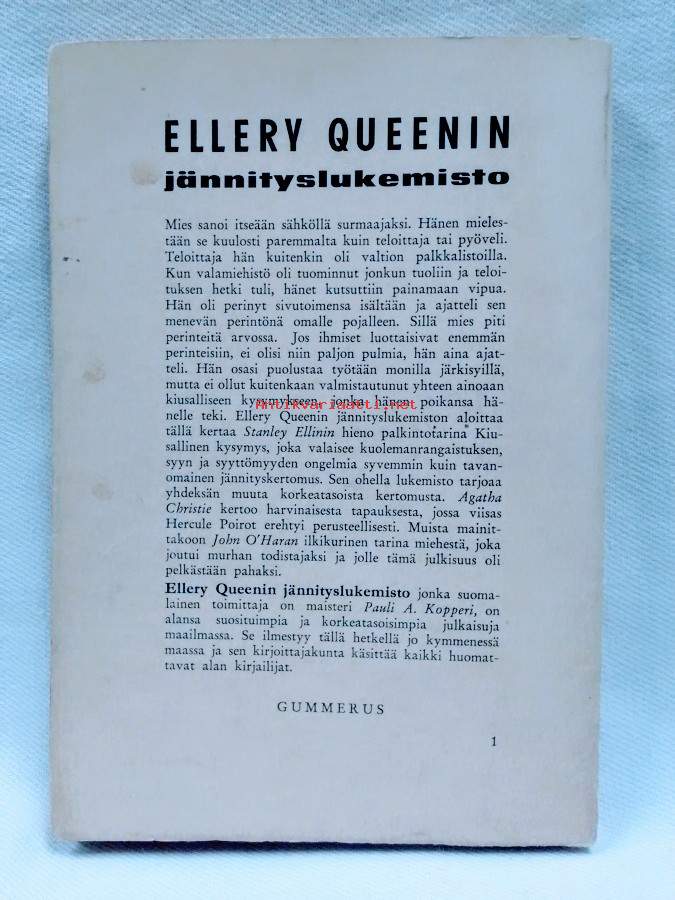 ELLERY QUEENIN
jännityslukemisto
Mies sanoi itseään sähköllä surmaajaksi. Hänen mieles-
tään se kuulosti paremmalta kuin teloittaja tai pyöveli.
Teloittaja hän kuitenkin oli valtion palkkalistoilla.
Kun valamiehistö oli tuominnut jonkun tuoliin ja teloi-
tuksen hetki tuli, hänet kutsuttiin painamaan vipua.
Hän oli perinyt sivutoimensa isältään ja ajatteli sen
menevän perintönä omalle pojalleen. Sillä mies piti
perinteitä arvossa. Jos ihmiset luottaisivat enemmän
perinteisiin, ei olisi niin paljon pulmia, hän aina ajat-
teli. Hän osasi puolustaa työtään monilla järkisyillä,
mutta ei ollut kuitenkaan valmistautunut yhteen ainoaan
kiusalliseen kysymykseen, jonka hänen poikansa hä-
Antikvariaatti.net
nelle teki. Ellery Queenin jännityslukemiston aloittaa
tällä kertaa Stanley Ellinin hieno palkintotarina Kiu-
sallinen kysymys, joka valaisee kuolemanrangaistuksen,
syyn ja syyttömyyden ongelmia syvemmin kuin tavan-
omainen jännityskertomus. Sen ohella lukemisto tarjoaa
yhdeksän muuta korkeatasoista kertomusta. Agatha
Christie kertoo harvinaisesta tapauksesta, jossa viisas
Hercule Poirot erehtyi perusteellisesti. Muista mainit-
takoon John O'Haran ilkikurinen tarina miehestä, joka
joutui murhan todistajaksi ja jolle tämä julkisuus oli
pelkästään pahaksi.
Ellery Queenin jännityslukemisto jonka suoma-
lainen toimittaja on maisteri Pauli A. Kopperi, on
alansa suosituimpia ja korkeatasoisimpia julkaisuja
maailmassa. Se ilmestyy tällä hetkellä jo kymmenessä
maassa ja sen kirjoittajakunta käsittää kaikki huomat-
tavat alan kirjailijat.
GUMMERUS
1